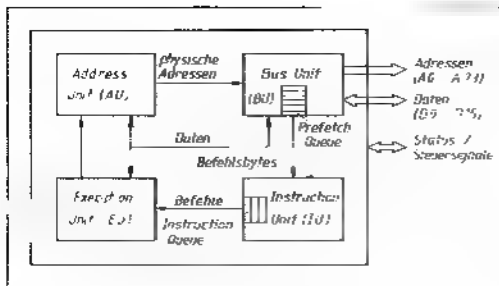 physische
Adressen
Address
Unit (AU)
Bus Unit
(BU)
Adressen
Daten
Prefetch
Queue
Daten
Befehlsbytes
Status /
Steuersignale
Execution
Unit
Befehle
Instruction
Queue
Instruction
Unit (IU)